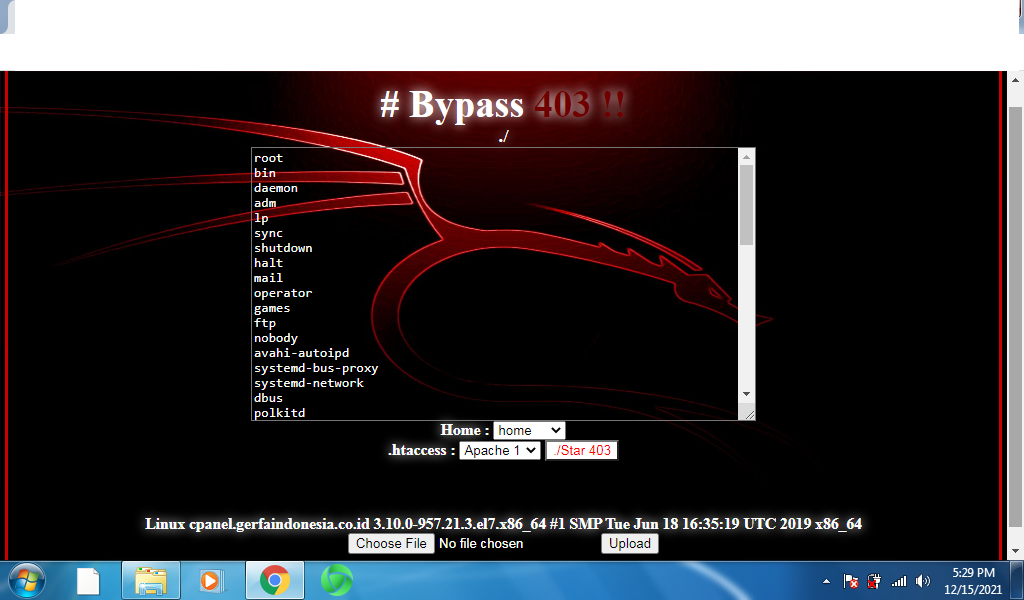 # Bypass 403 !!
./
root
bin
daemon
adm
lp
sync
shutdown
halt
mail
operator
games
ftp
nobody
avahi-autoipd
systemd-bus-proxy
systemd-network
dbus
polkitd
Home : home
.htaccess : Apache 1 ./Star 403
Linux cpanel.gerfaindonesia.co.id 3.10.0-957.21.3.el7.x86_64 #1 SMP Tue Jun 18 16:35:19 UTC 2019 x86_64
Choose File No file chosen Upload
5:29 PM
12/15/2021